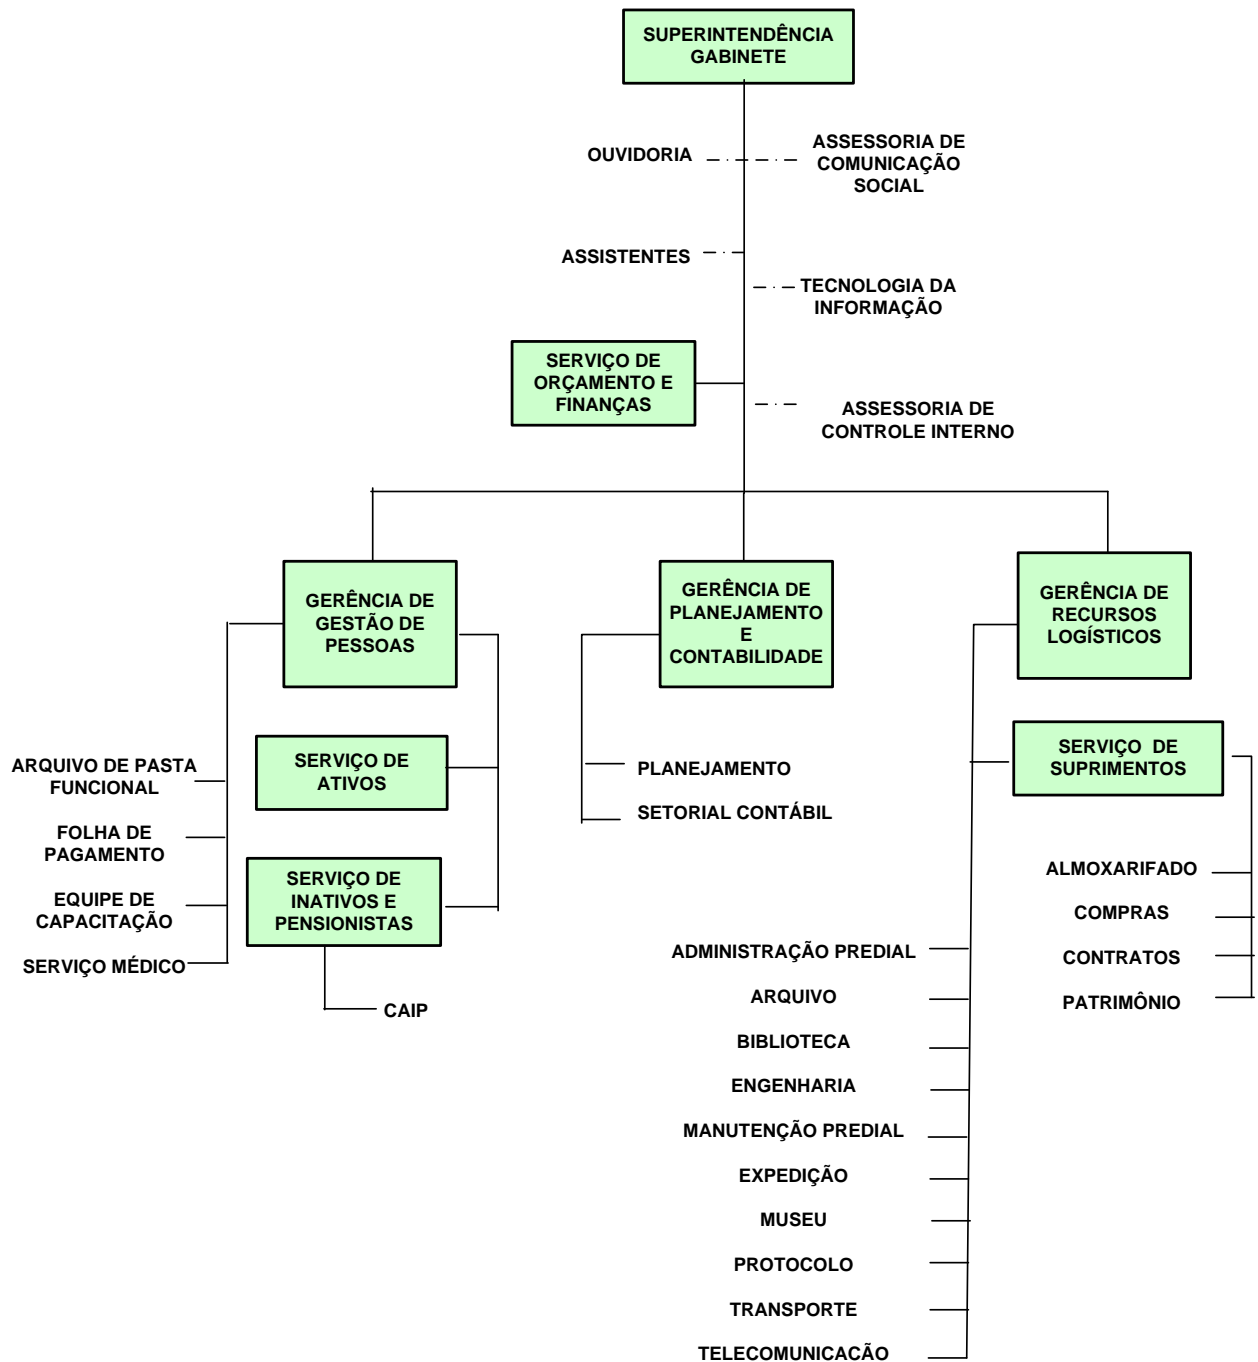 SUPERINTENDÊNCIA
GABINETE
OUVIDORIA
ASSESSORIA DE
COMUNICAÇÃO
SOCIAL
ASSISTENTES
TECNOLOGIA DA
INFORMAÇÃO
SERVIÇO DE
ORÇAMENTO E
FINANÇAS
ASSESSORIA DE
CONTROLE INTERNO
GERÊNCIA DE
GESTÃO DE
PESSOAS
GERÊNCIA DE
PLANEJAMENTO
E
CONTABILIDADE
GERÊNCIA DE
RECURSOS
LOGÍSTICOS
ARQUIVO DE PASTA
FUNCIONAL
FOLHA DE
PAGAMENTO
EQUIPE DE
CAPACITAÇÃO
SERVIÇO MÉDICO
SERVIÇO DE
ATIVOS
SERVIÇO DE
INATIVOS E
PENSIONISTAS
CAIP
PLANEJAMENTO
SETORIAL CONTÁBIL
SERVIÇO DE
SUPRIMENTOS
ALMOXARIFADO
COMPRAS
CONTRATOS
PATRIMÔNIO
ADMINISTRAÇÃO PREDIAL
ARQUIVO
BIBLIOTECA
ENGENHARIA
MANUTENÇÃO PREDIAL
EXPEDIÇÃO
MUSEU
PROTOCOLO
TRANSPORTE
TELECOMUNICACÃO